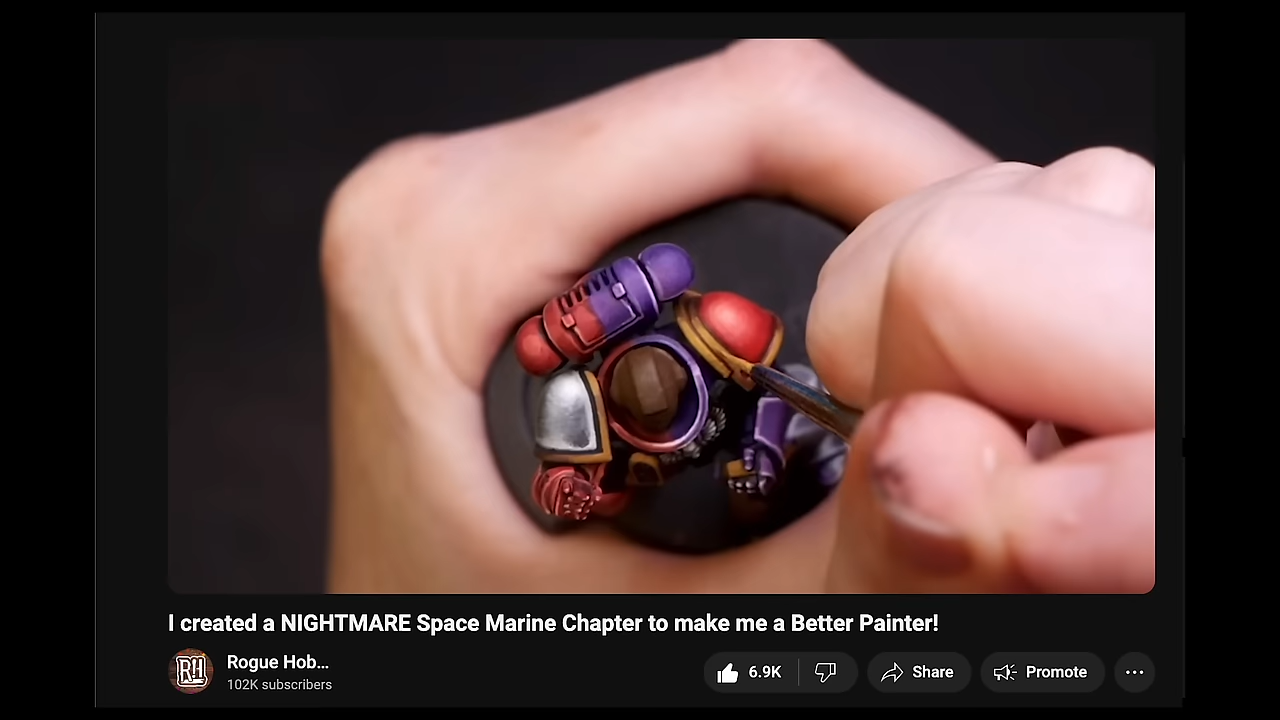 I created a NIGHTMARE Space Marine Chapter to make me a Better Painter!
RH
Rogue Hob...
102K subscribers
6.9K
Share
Promote